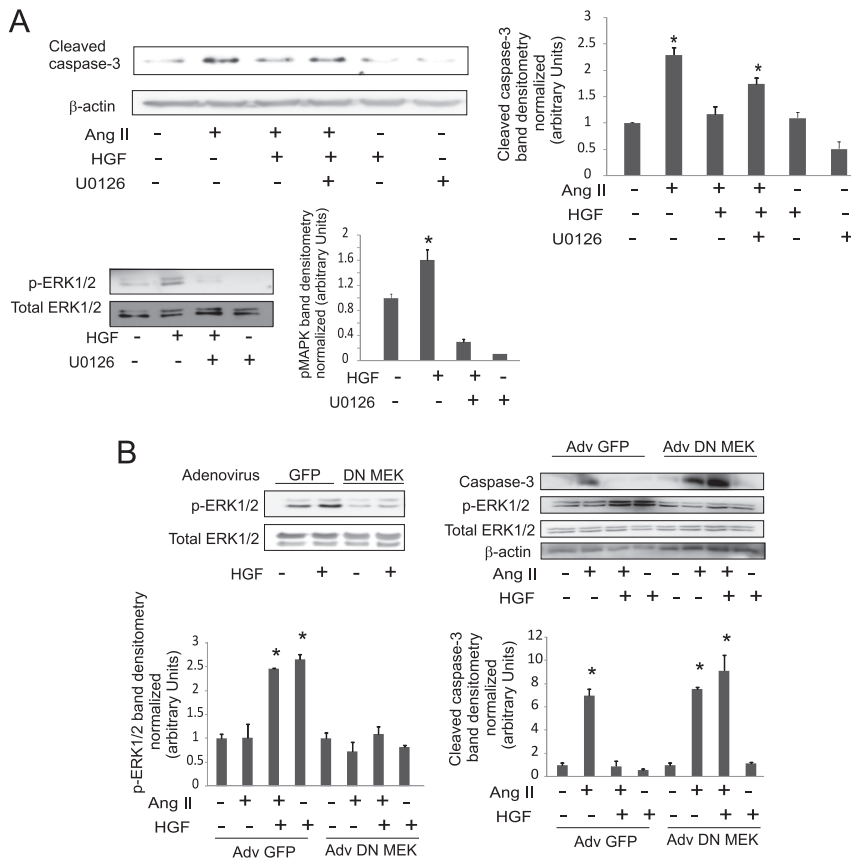 A
Cleaved
caspase-3
β-actin
Ang II - + + + - -
HGF - - + + + -
U0126 - - - + - +
Cleaved caspase-3
band densitometry
normalized
(arbitrary Units)
3
2.5
2
1.5
1
0.5
0
* *
Ang II - + + + - -
HGF - - + + + -
U0126 - - - + - +
p-ERK1/2
Total ERK1/2
HGF - + + -
U0126 - - + +
pMAPK band densitometry
normalized (arbitrary Units)
2
1.6
1.2
0.8
0.4
0
*
HGF - + + -
U0126 - - + +
B
Adenovirus GFP DN MEK
p-ERK1/2
Total ERK1/2
HGF - + - +
Adv GFP Adv DN MEK
Caspase-3
p-ERK1/2
Total ERK1/2
β-actin
Ang II - + + - - + + -
HGF - - + + - - + +
p-ERK1/2 band densitometry
normalized
(arbitrary Units)
3
2.5
2
1.5
1
0.5
0
* *
Ang II - + + - - + + -
HGF - - + + - - + +
Adv GFP Adv DN MEK
Cleaved caspase-3
band densitometry
normalized
(arbitrary Units)
12
10
8
6
4
2
0
* * *
Ang II - + + - - + + -
HGF - - + + - - + +
Adv GFP Adv DN MEK